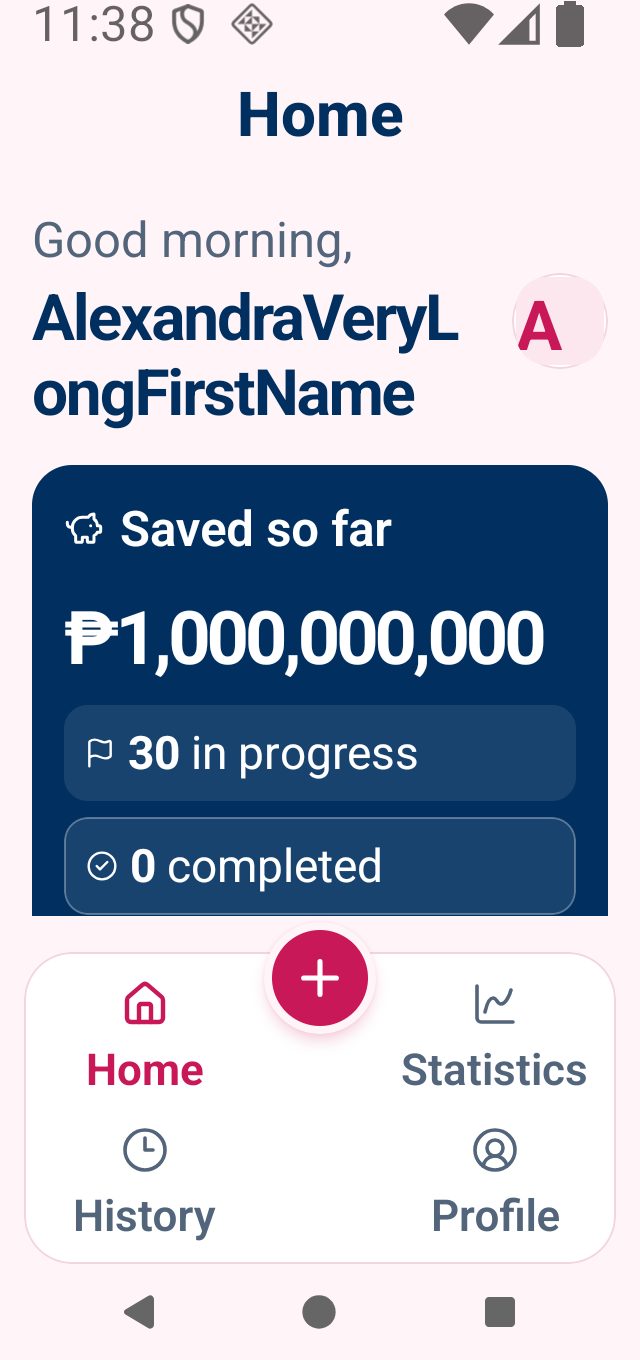 11:38
Home
Good morning,
AlexandraVeryL
ongFirstName
A
Saved so far
₱1,000,000,000
30 in progress
0 completed
Home
Statistics
History
Profile